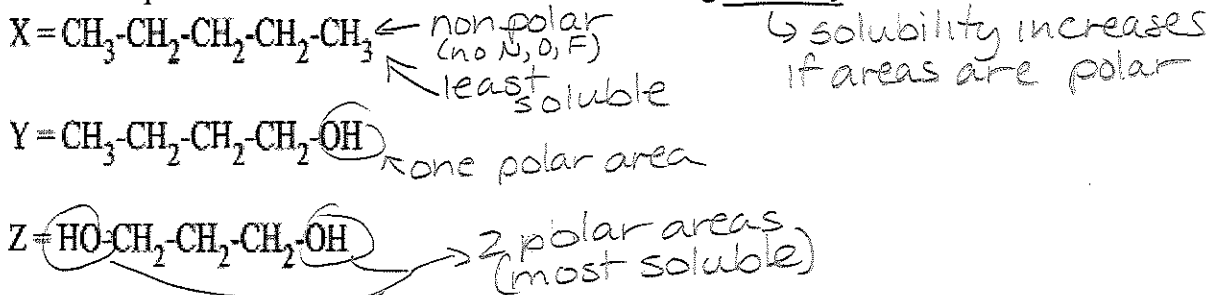 X = CH₃-CH₂-CH₂-CH₂-CH₃ ← nonpolar
(no N, O, F)
least soluble
↳ solubility increases
if areas are polar
Y = CH₃-CH₂-CH₂-CH₂-OH
one polar area
Z = HO-CH₂-CH₂-CH₂-OH
2 polar areas
(most soluble)